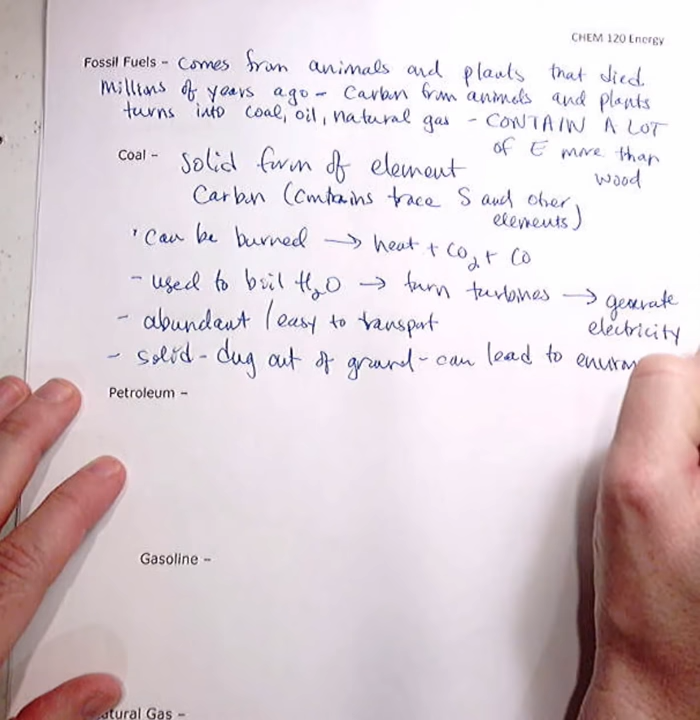 CHEM 120 Energy
Fossil Fuels - comes from animals and plants that died
millions of years ago - Carbon from animals and plants
turns into coal, oil, natural gas - CONTAIN A LOT
of E more than
wood
Coal - solid form of element
Carbon (contains trace S and other
elements)
· can be burned → heat + CO₂ + CO
- used to boil H₂O → turn turbines → generate
electricity
- abundant / easy to transport
- solid - dug out of ground - can lead to
Petroleum -
Gasoline -
Gas -